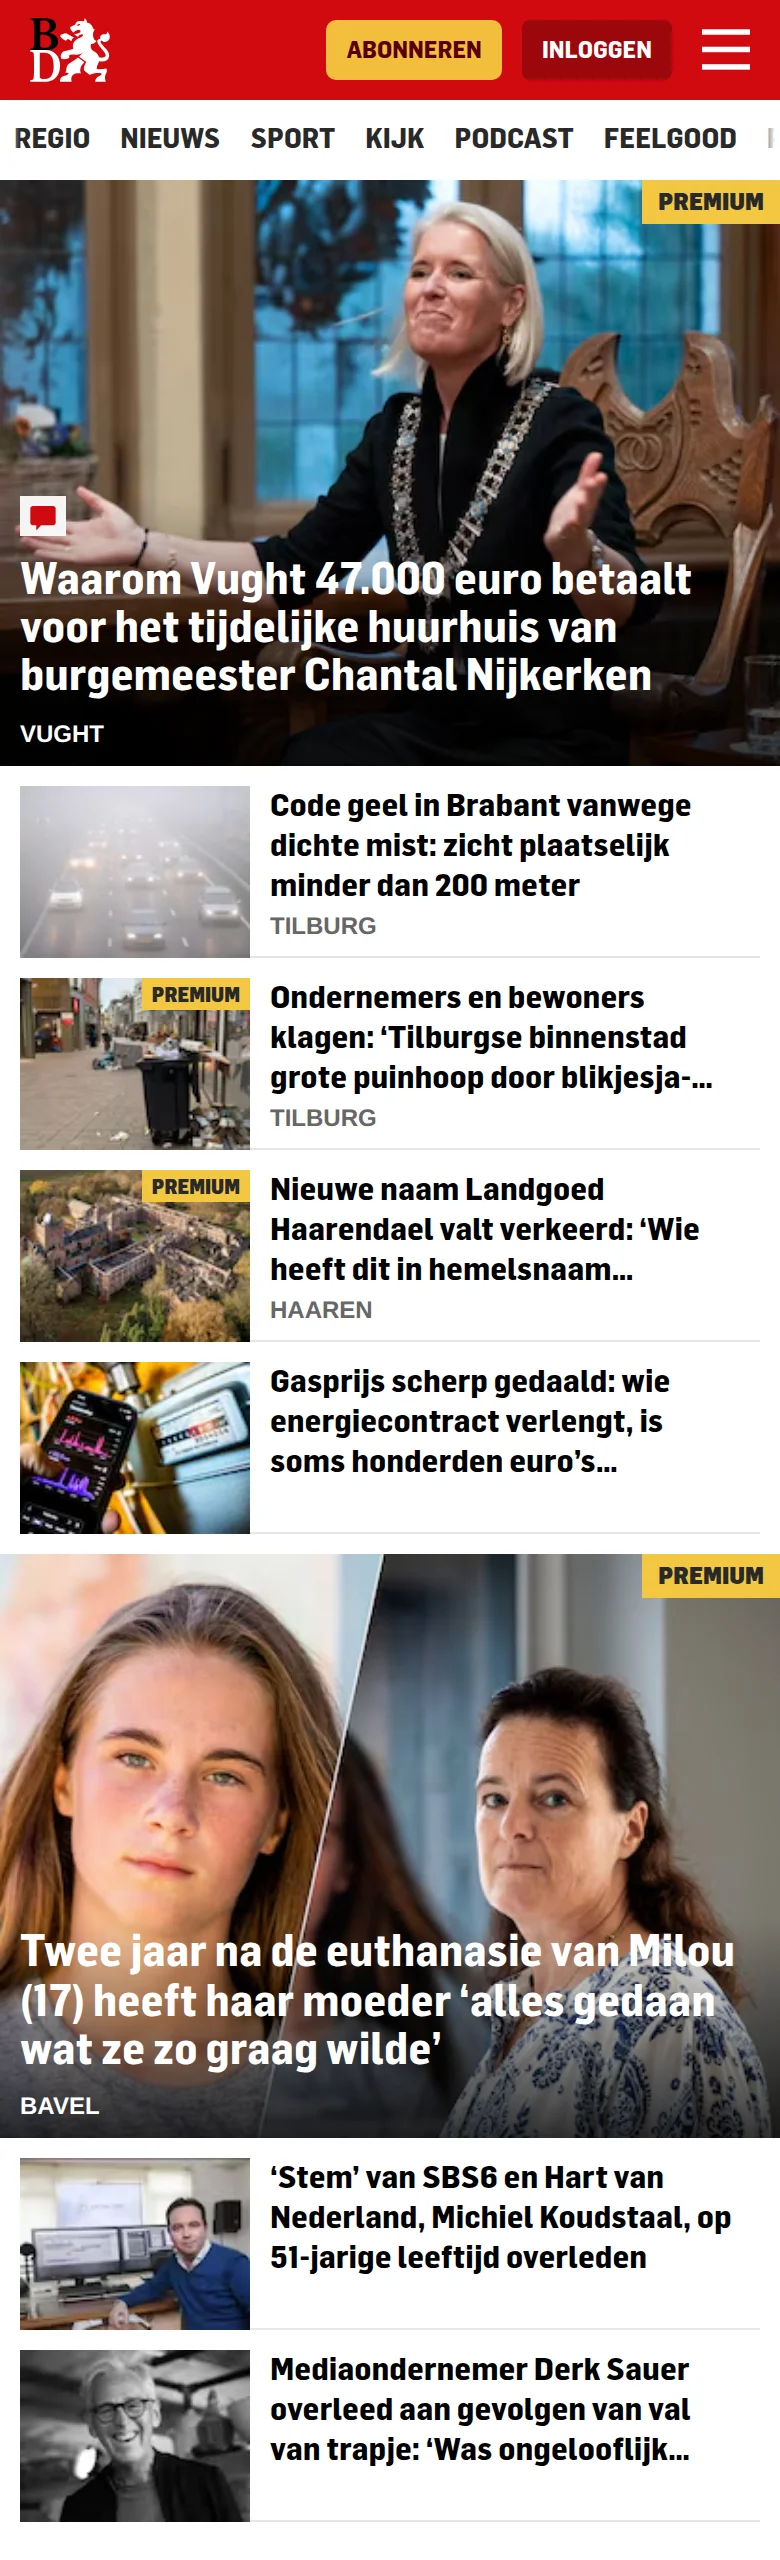 BD
ABONNEREN
INLOGGEN
REGIO NIEUWS SPORT KIJK PODCAST FEELGOOD
PREMIUM
Waarom Vught 47.000 euro betaalt
voor het tijdelijke huurhuis van
burgemeester Chantal Nijkerken
VUGHT
Code geel in Brabant vanwege
dichte mist: zicht plaatselijk
minder dan 200 meter
TILBURG
PREMIUM
Ondernemers en bewoners
klagen: ‘Tilburgse binnenstad
grote puinhoop door blikjesja-...
TILBURG
PREMIUM
Nieuwe naam Landgoed
Haarendael valt verkeerd: ‘Wie
heeft dit in hemelsnaam...
HAAREN
Gasprijs scherp gedaald: wie
energiecontract verlengt, is
soms honderden euro’s...
PREMIUM
Twee jaar na de euthanasie van Milou
(17) heeft haar moeder ‘alles gedaan
wat ze zo graag wilde’
BAVEL
‘Stem’ van SBS6 en Hart van
Nederland, Michiel Koudstaal, op
51-jarige leeftijd overleden
Mediaondernemer Derk Sauer
overleed aan gevolgen van val
van trapje: ‘Was ongelooflijk...